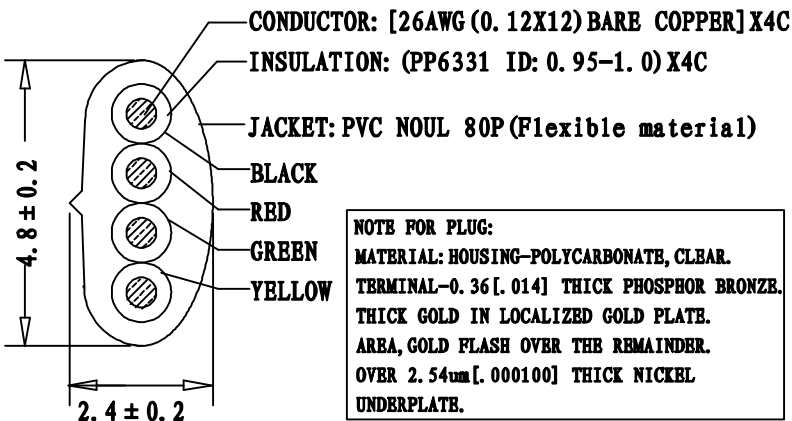 CONDUCTOR: [26AWG(0.12X12)BARE COPPER]X4C
INSULATION: (PP6331 ID:0.95-1.0)X4C
JACKET:PVC NOUL 80P(Flexible material)
BLACK
RED
GREEN
YELLOW
4.8±0.2
2.4±0.2
NOTE FOR PLUG:
MATERIAL:HOUSING-POLYCARBONATE,CLEAR.
TERMINAL-0.36[.014] THICK PHOSPHOR BRONZE.
THICK GOLD IN LOCALIZED GOLD PLATE.
AREA,GOLD FLASH OVER THE REMAINDER.
OVER 2.54um[.000100] THICK NICKEL
UNDERPLATE.